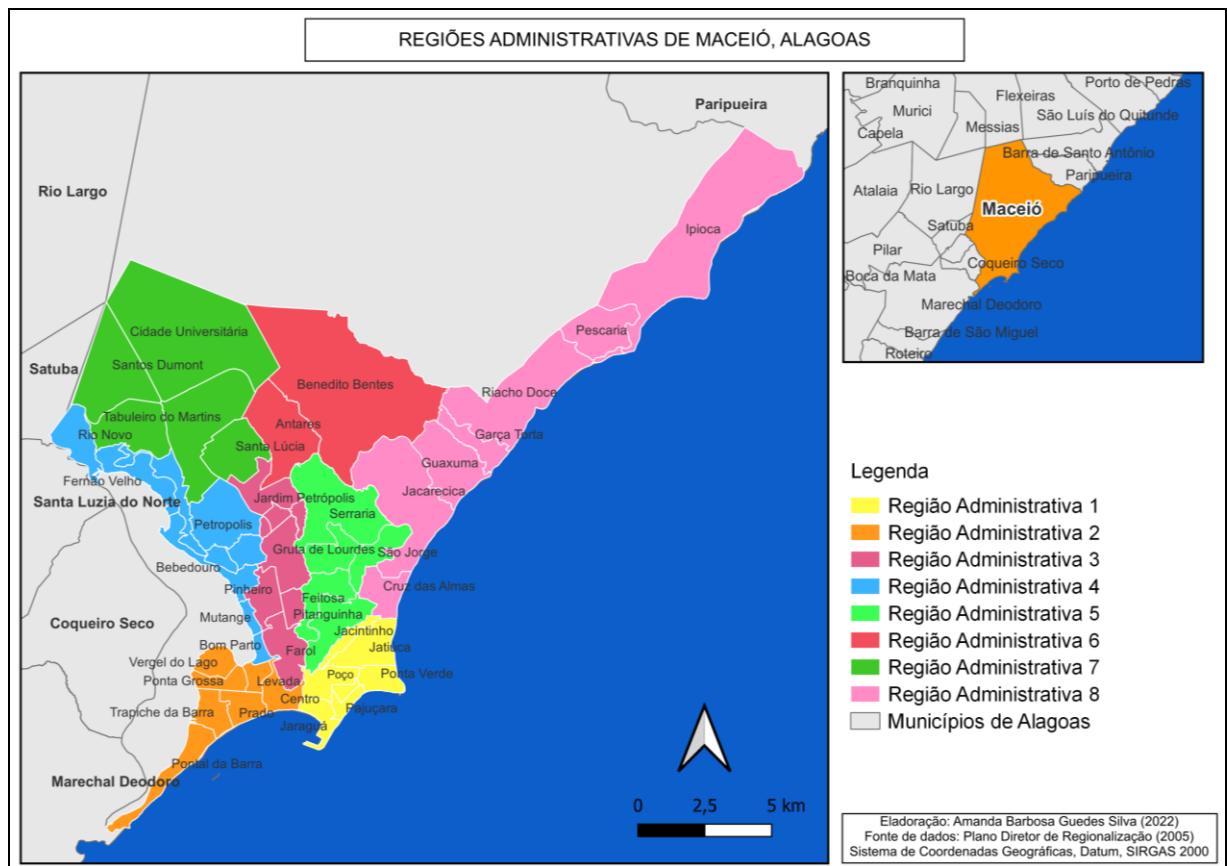 REGIÕES ADMINISTRATIVAS DE MACEIÓ, ALAGOAS
Paripueira
Rio Largo
Ipioca
Pescaria
Cidade Universitária
Satuba
Santos Dumont
Benedito Bentes
Riacho Doce
Tabuleiro do Martins
Antares
Garça Torta
Rio Novo
Santa Lúcia
Guaxuma
Fernão Velho
Jacarecica
Santa Luzia do Norte
Jardim Petrópolis
Serraria
Petropolis
Gruta de Lourdes
São Jorge
Bebedouro
Cruz das Almas
Pinheiro
Feitosa
Mutange
Pitanguinha
Coqueiro Seco
Jacintinho
Bom Parto
Farol
Jatiuca
Vergel do Lago
Ponta Grossa
Levada
Poço
Ponta Verde
Centro
Trapiche da Barra
Prado
Pajuçara
Jaraguá
Pontal da Barra
Marechal Deodoro
0 2,5 5 km
Branquinha
Porto de Pedras
Flexeiras
Murici
São Luís do Quitunde
Messias
Capela
Barra de Santo Antônio
Paripueira
Atalaia
Rio Largo
Maceió
Satuba
Pilar
Coqueiro Seco
Boca da Mata
Marechal Deodoro
Barra de São Miguel
Roteiro
Legenda
Região Administrativa 1
Região Administrativa 2
Região Administrativa 3
Região Administrativa 4
Região Administrativa 5
Região Administrativa 6
Região Administrativa 7
Região Administrativa 8
Municípios de Alagoas
Elaboração: Amanda Barbosa Guedes Silva (2022)
Fonte de dados: Plano Diretor de Regionalização (2005)
Sistema de Coordenadas Geográficas, Datum, SIRGAS 2000